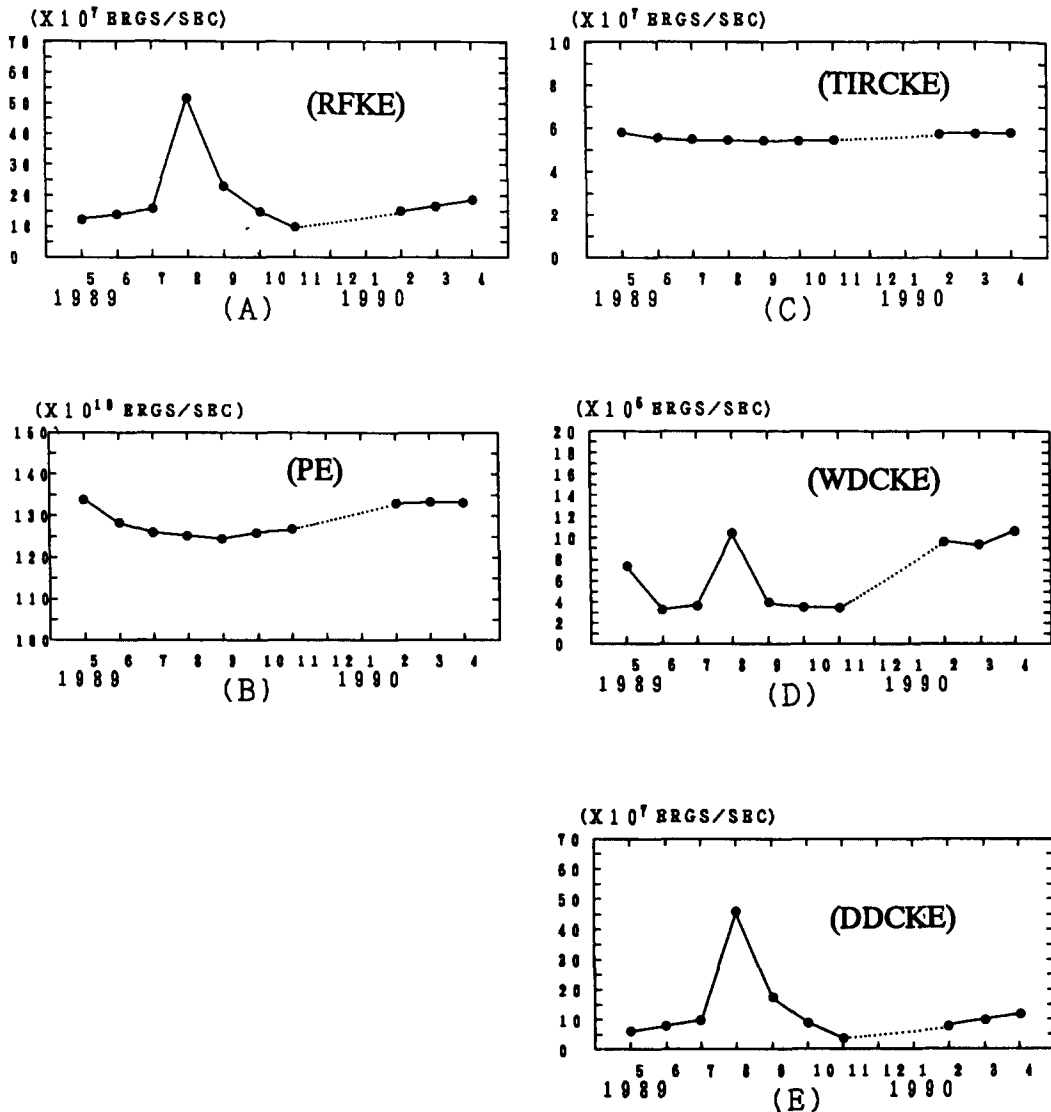 (X10⁷ ERGS/SEC)
70
60
50
40
30
20
10
0
(RFKE)
5 6 7 8 9 10 11 12 1 2 3 4
1989 1990
(A)
(X10⁷ ERGS/SEC)
10
8
6
4
2
0
(TIRCKE)
5 6 7 8 9 10 11 12 1 2 3 4
1989 1990
(C)
(X10¹⁰ ERGS/SEC)
150
140
130
120
110
100
(PE)
5 6 7 8 9 10 11 12 1 2 3 4
1989 1990
(B)
(X10⁵ ERGS/SEC)
20
18
16
14
12
10
8
6
4
2
0
(WDCKE)
5 6 7 8 9 10 11 12 1 2 3 4
1989 1990
(D)
(X10⁷ ERGS/SEC)
70
60
50
40
30
20
10
0
(DDCKE)
5 6 7 8 9 10 11 12 1 2 3 4
1989 1990
(E)